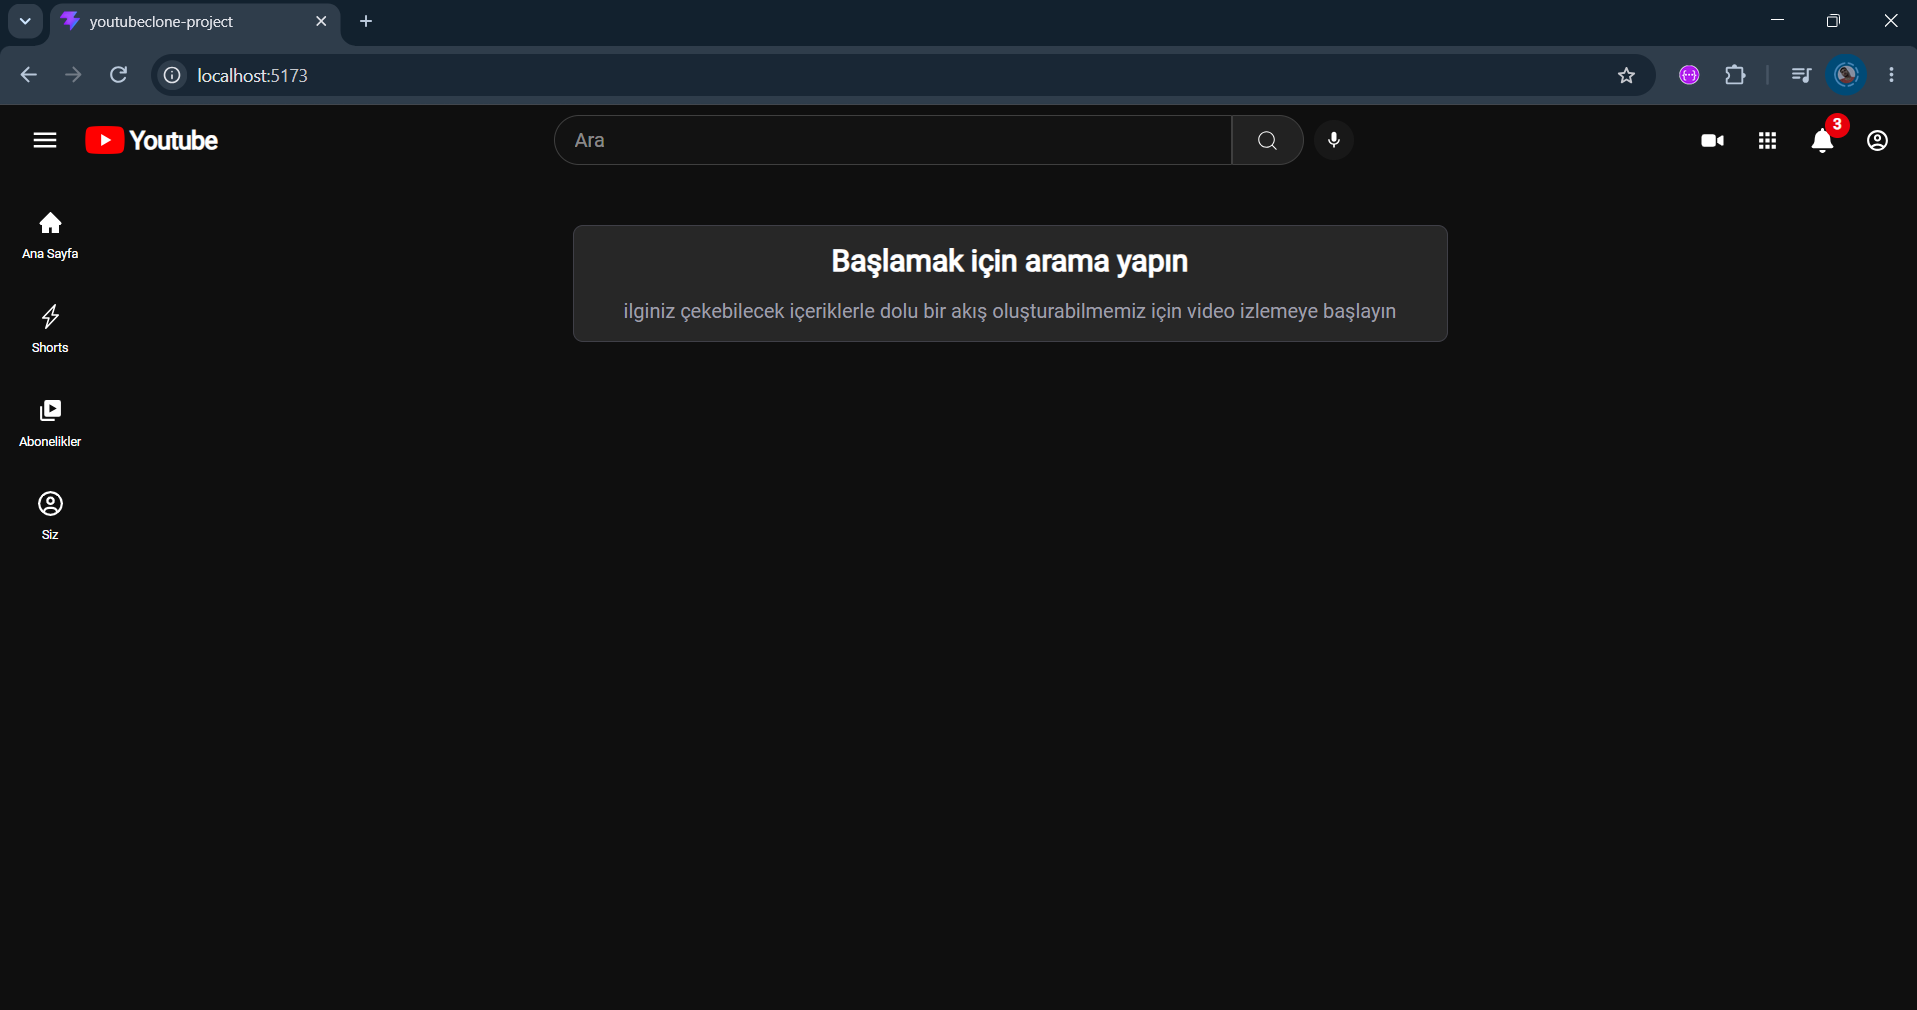 youtubeclone-project
localhost:5173
Youtube
Ara
3
Ana Sayfa
Shorts
Abonelikler
Siz
Başlamak için arama yapın
ilginiz çekebilecek içeriklerle dolu bir akış oluşturabilmemiz için video izlemeye başlayın